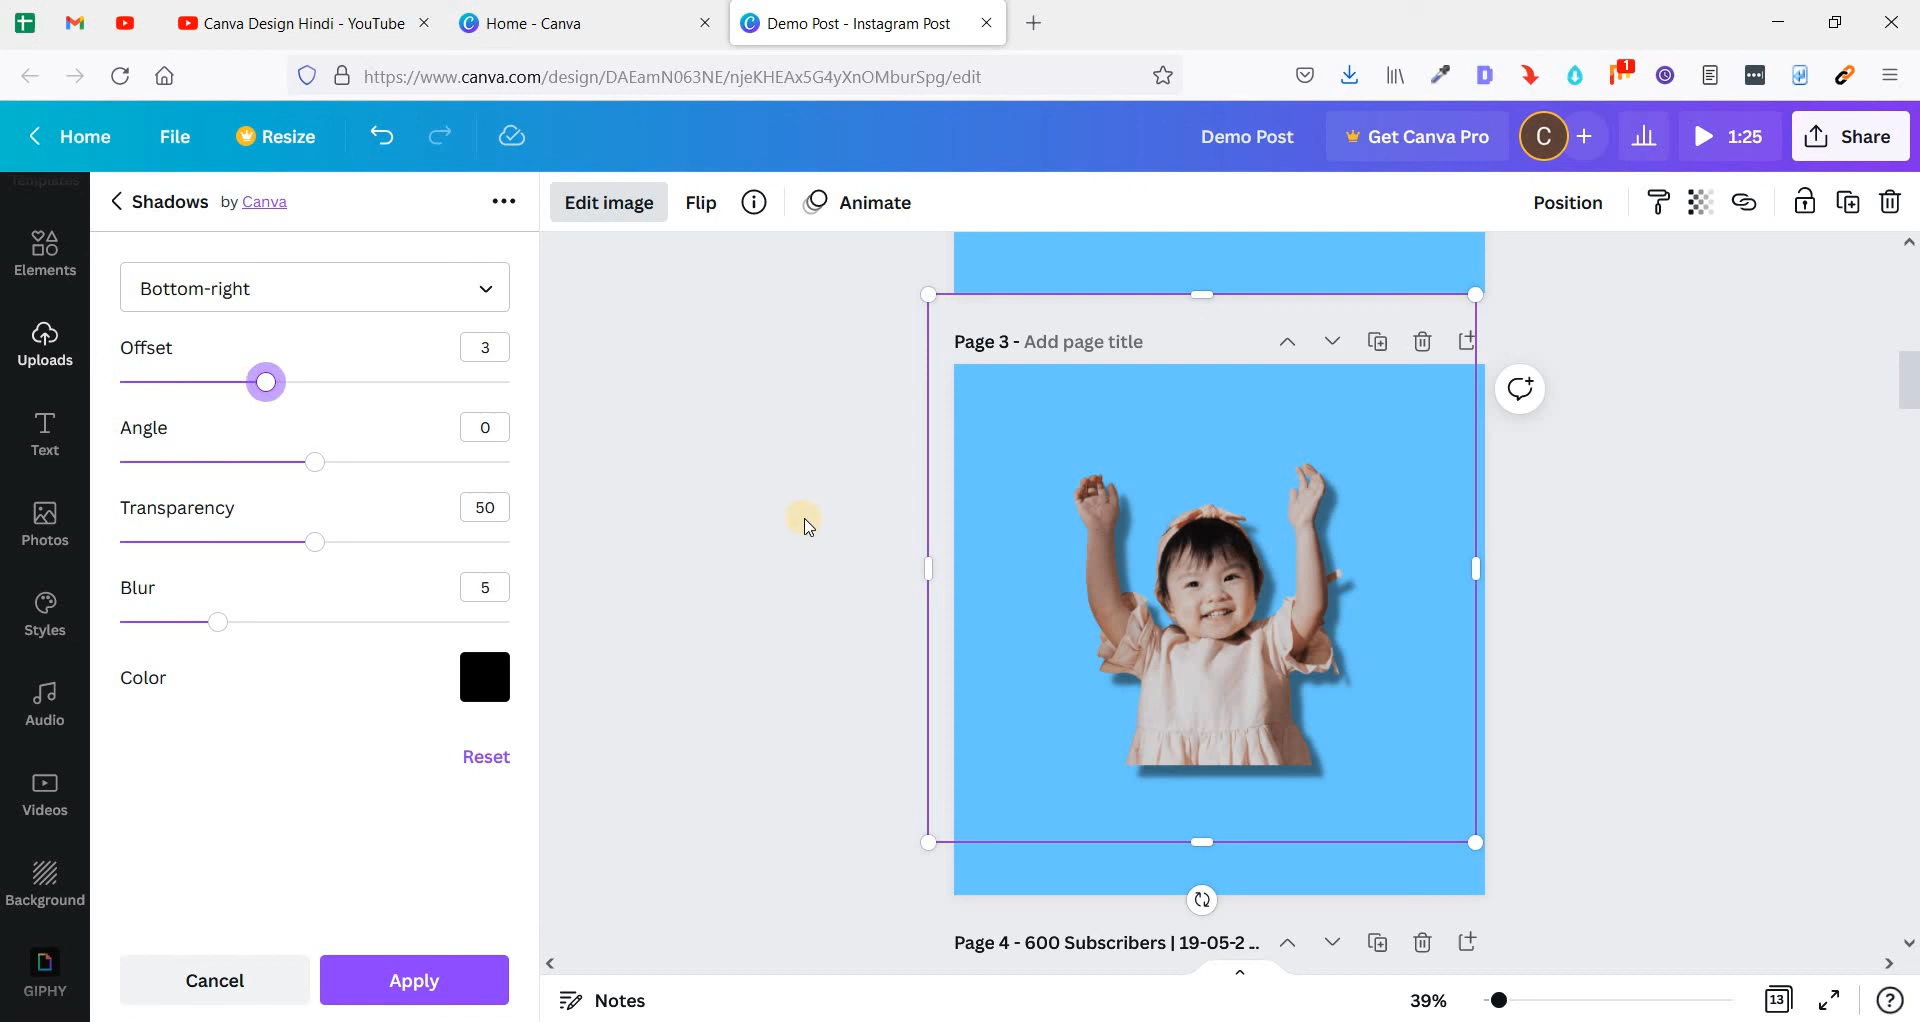 Canva Design Hindi - YouTube
Home - Canva
Demo Post - Instagram Post
https://www.canva.com/design/DAEamN063NE/njeKHEAx5G4yXnOMburSpg/edit
1
Home
File
Resize
Demo Post
Get Canva Pro
C
1:25
Share
Templates
Elements
Uploads
Text
Photos
Styles
Audio
Videos
Background
GIPHY
Shadows by Canva
Bottom-right
Offset 3
Angle 0
Transparency 50
Blur 5
Color
Reset
Cancel
Apply
Edit image
Flip
Animate
Position
Page 3 - Add page title
Page 4 - 600 Subscribers | 19-05-2 ...
Notes
39%
13